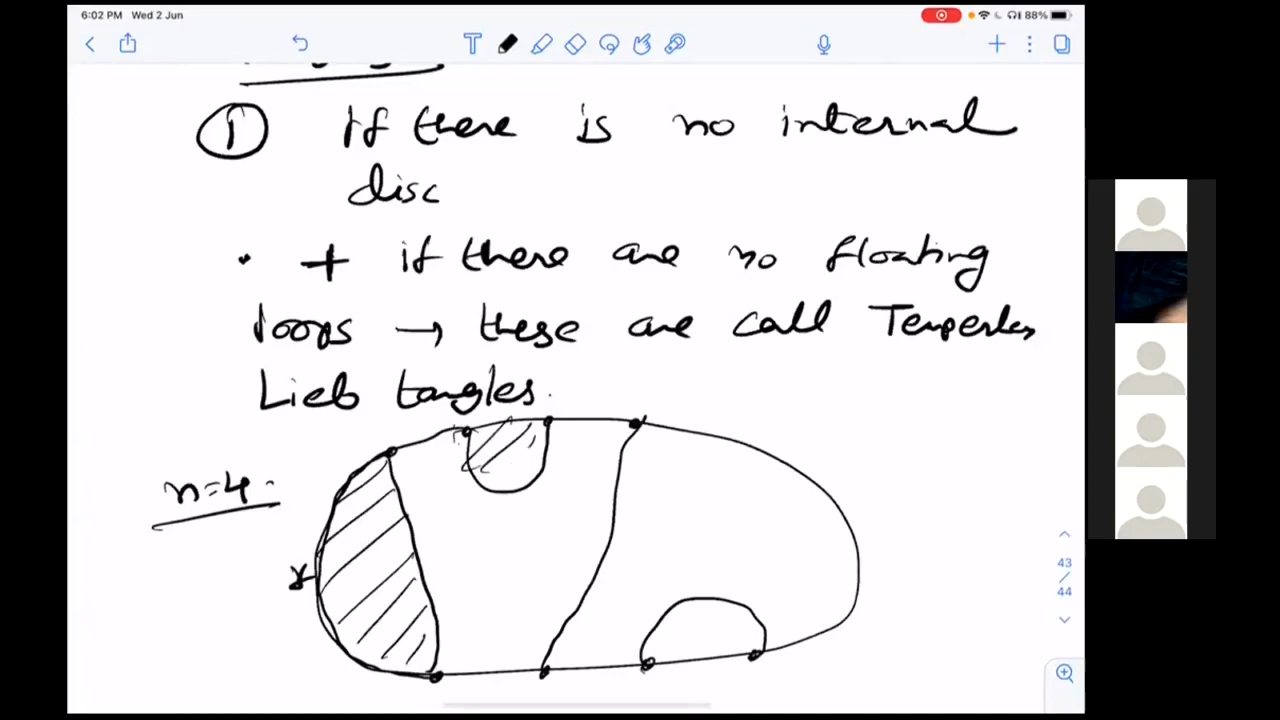 6:02 PM Wed 2 Jun
88%
① If there is no internal
disc
+ if there are no floating
loops → these are call Temperley
Lieb tangles.
n=4
*
43
/
44